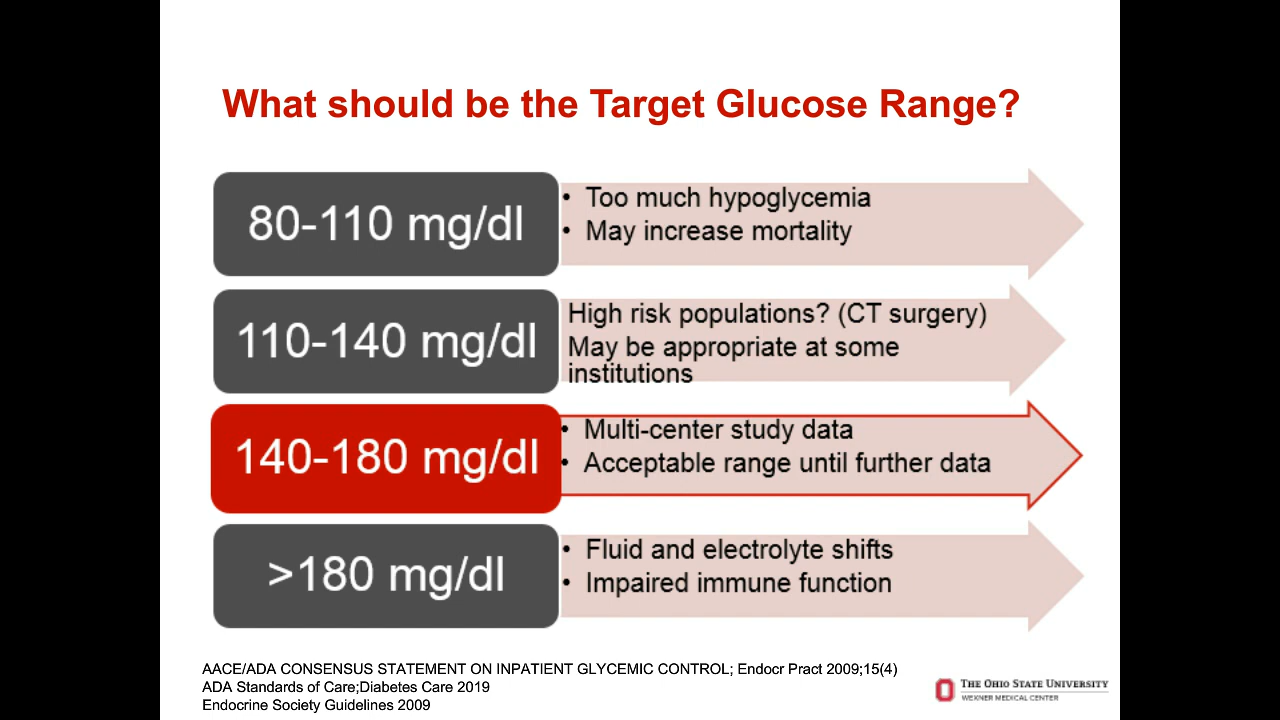 What should be the Target Glucose Range?
80-110 mg/dl
• Too much hypoglycemia
• May increase mortality
110-140 mg/dl
High risk populations? (CT surgery)
May be appropriate at some
institutions
140-180 mg/dl
• Multi-center study data
• Acceptable range until further data
>180 mg/dl
• Fluid and electrolyte shifts
• Impaired immune function
AACE/ADA CONSENSUS STATEMENT ON INPATIENT GLYCEMIC CONTROL; Endocr Pract 2009;15(4)
ADA Standards of Care;Diabetes Care 2019
Endocrine Society Guidelines 2009
THE OHIO STATE UNIVERSITY
WEXNER MEDICAL CENTER